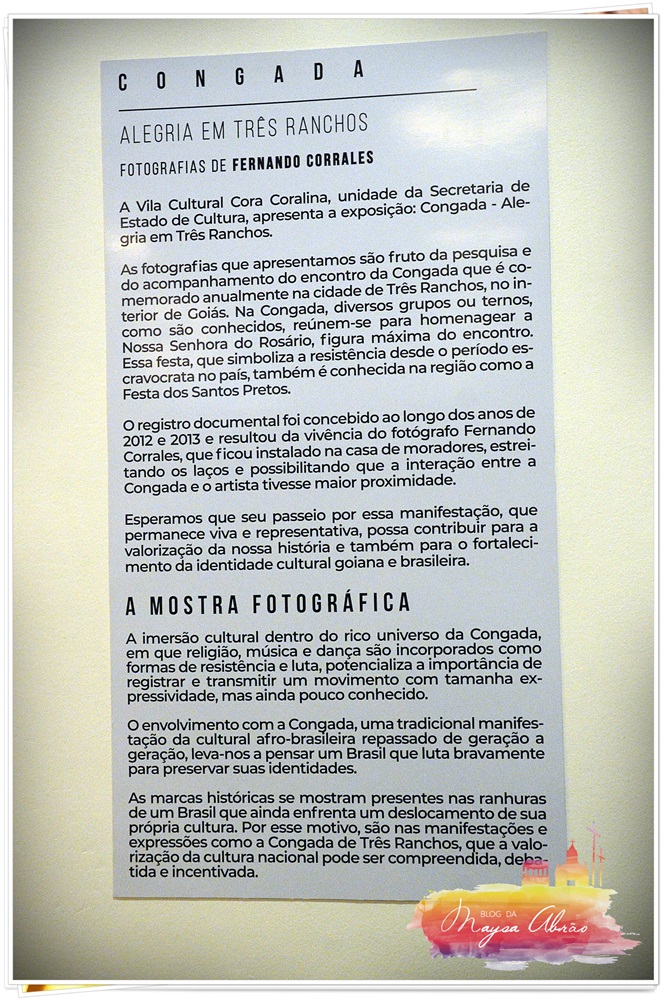 CONGADA
ALEGRIA EM TRÊS RANCHOS
FOTOGRAFIAS DE FERNANDO CORRALES
A Vila Cultural Cora Coralina, unidade da Secretaria de
Estado de Cultura, apresenta a exposição: Congada - Ale-
gria em Três Ranchos.
As fotografias que apresentamos são fruto da pesquisa e
do acompanhamento do encontro da Congada que é co-
memorado anualmente na cidade de Três Ranchos, no in-
terior de Goiás. Na Congada, diversos grupos ou ternos,
como são conhecidos, reúnem-se para homenagear a
Nossa Senhora do Rosário, figura máxima do encontro.
Essa festa, que simboliza a resistência desde o período es-
cravocrata no país, também é conhecida na região como a
Festa dos Santos Pretos.
O registro documental foi concebido ao longo dos anos de
2012 e 2013 e resultou da vivência do fotógrafo Fernando
Corrales, que ficou instalado na casa de moradores, estrei-
tando os laços e possibilitando que a interação entre a
Congada e o artista tivesse maior proximidade.
Esperamos que seu passeio por essa manifestação, que
permanece viva e representativa, possa contribuir para a
valorização da nossa história e também para o fortaleci-
mento da identidade cultural goiana e brasileira.
A MOSTRA FOTOGRÁFICA
A imersão cultural dentro do rico universo da Congada,
em que religião, música e dança são incorporados como
formas de resistência e luta, potencializa a importância de
registrar e transmitir um movimento com tamanha ex-
pressividade, mas ainda pouco conhecido.
O envolvimento com a Congada, uma tradicional manifes-
tação da cultural afro-brasileira repassado de geração a
geração, leva-nos a pensar um Brasil que luta bravamente
para preservar suas identidades.
As marcas históricas se mostram presentes nas ranhuras
de um Brasil que ainda enfrenta um deslocamento de sua
própria cultura. Por esse motivo, são nas manifestações e
expressões como a Congada de Três Ranchos, que a valo-
rização da cultura nacional pode ser compreendida, deba-
tida e incentivada.
BLOG DA
Maysa Abrão